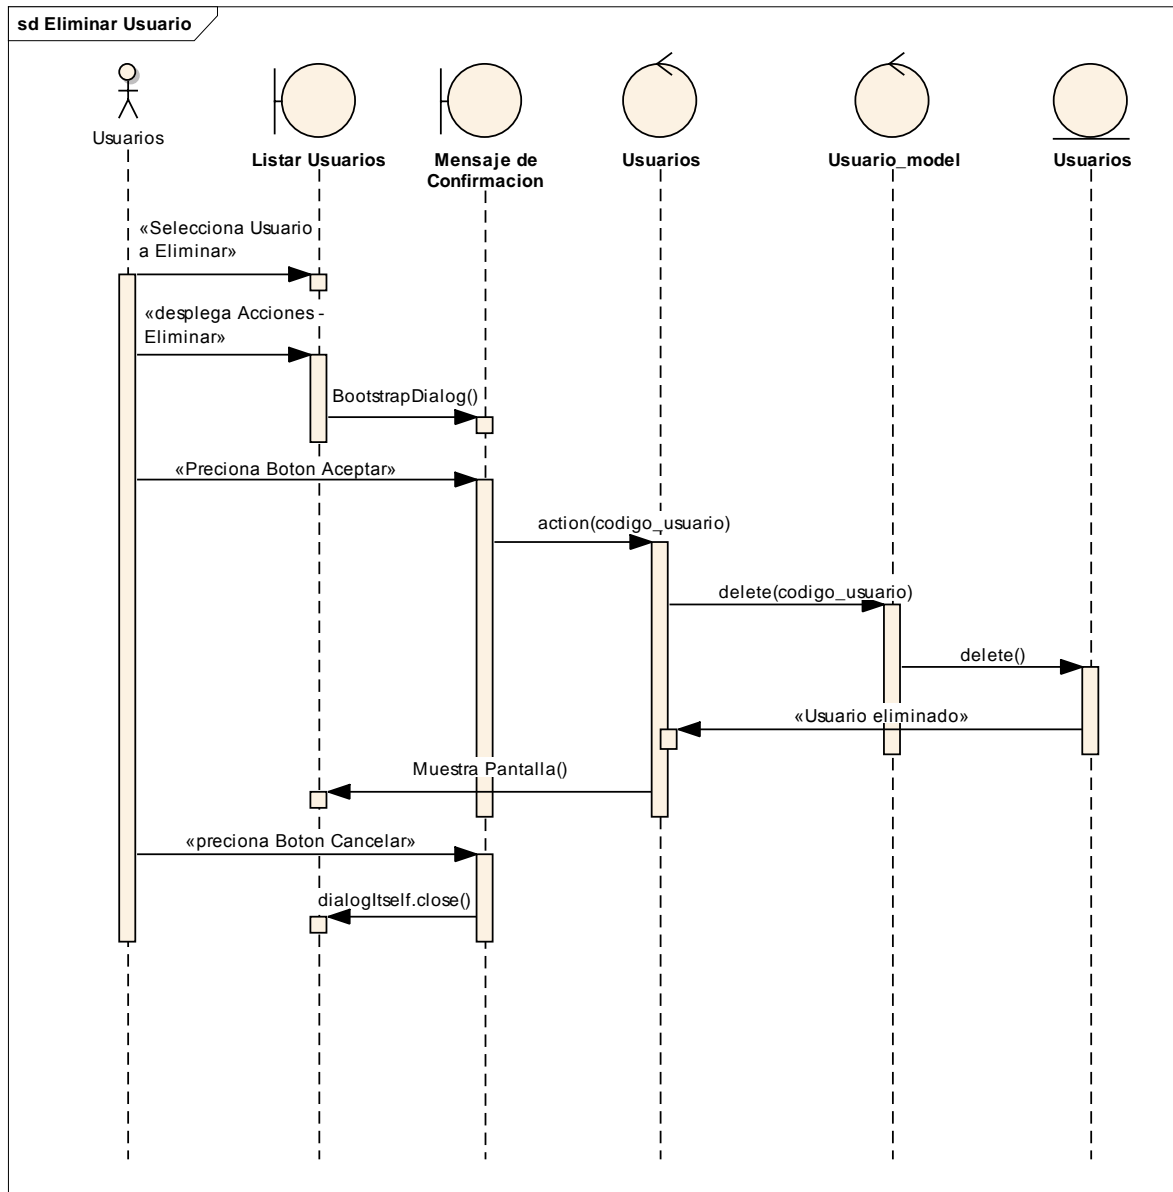 sd Eliminar Usuario
Usuarios
Listar Usuarios
Mensaje de
Confirmacion
Usuarios
Usuario_model
Usuarios
«Selecciona Usuario
a Eliminar»
«desplega Acciones -
Eliminar»
BootstrapDialog()
«Preciona Boton Aceptar»
action(codigo_usuario)
delete(codigo_usuario)
delete()
«Usuario eliminado»
Muestra Pantalla()
«preciona Boton Cancelar»
dialogItself.close()